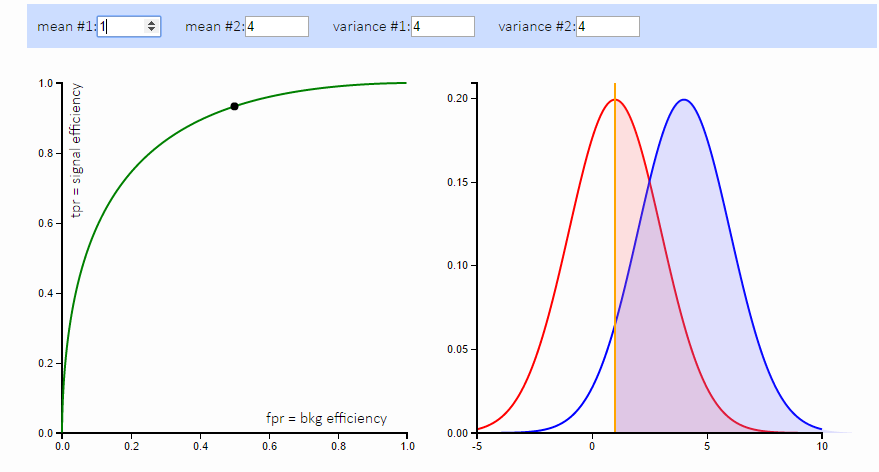 mean #1: 1 mean #2: 4 variance #1: 4 variance #2: 4
1.0
0.8
0.6
0.4
0.2
0.0
tpr = signal efficiency
fpr = bkg efficiency
0.0 0.2 0.4 0.6 0.8 1.0
0.20
0.15
0.10
0.05
0.00
-5 0 5 10